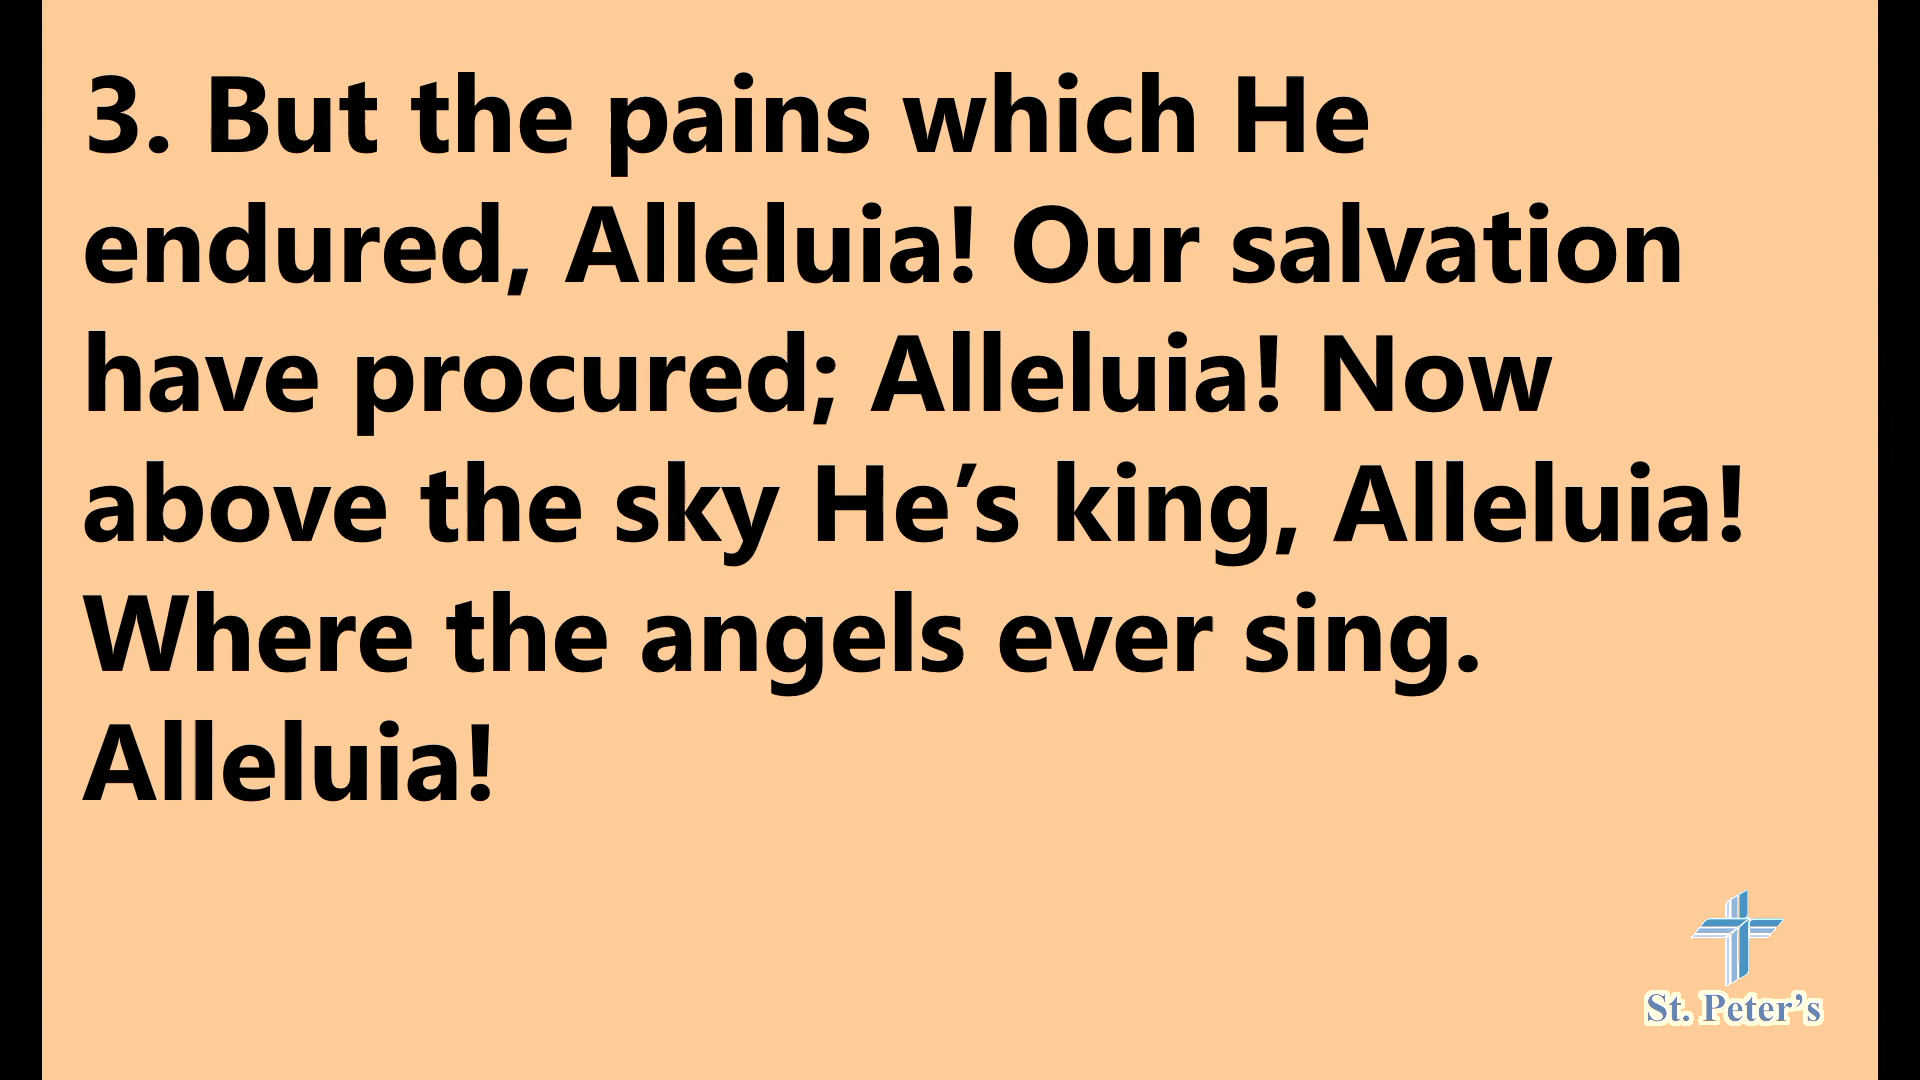 3. But the pains which He
endured, Alleluia! Our salvation
have procured; Alleluia! Now
above the sky He’s king, Alleluia!
Where the angels ever sing.
Alleluia!
St. Peter’s